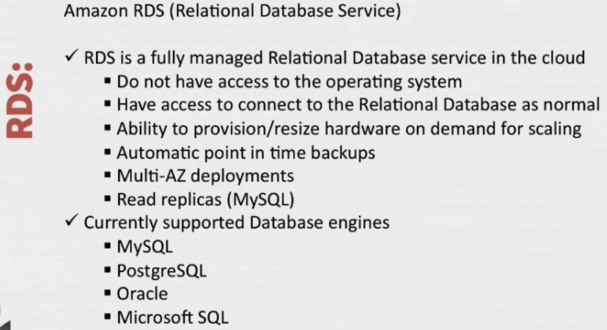 Amazon RDS (Relational Database Service)
RDS:
✓ RDS is a fully managed Relational Database service in the cloud
▪ Do not have access to the operating system
▪ Have access to connect to the Relational Database as normal
▪ Ability to provision/resize hardware on demand for scaling
▪ Automatic point in time backups
▪ Multi-AZ deployments
▪ Read replicas (MySQL)
✓ Currently supported Database engines
▪ MySQL
▪ PostgreSQL
▪ Oracle
▪ Microsoft SQL